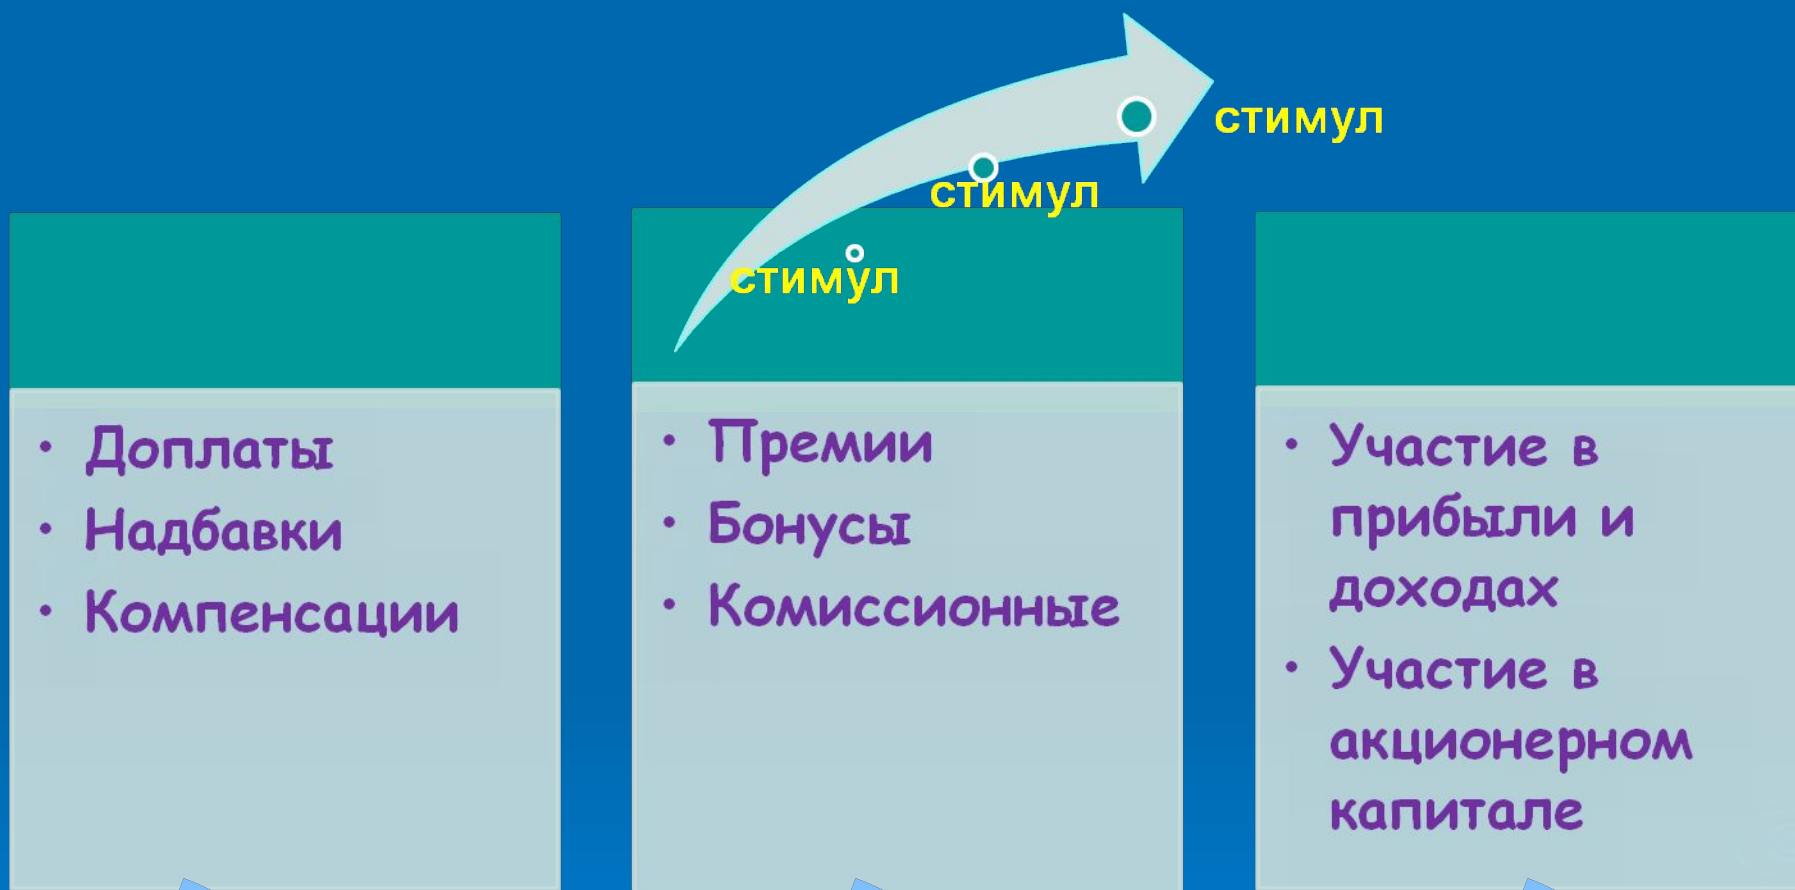 стимул
стимул
стимул
• Доплаты
• Надбавки
• Компенсации
• Премии
• Бонусы
• Комиссионные
• Участие в
прибыли и
доходах
• Участие в
акционерном
капитале